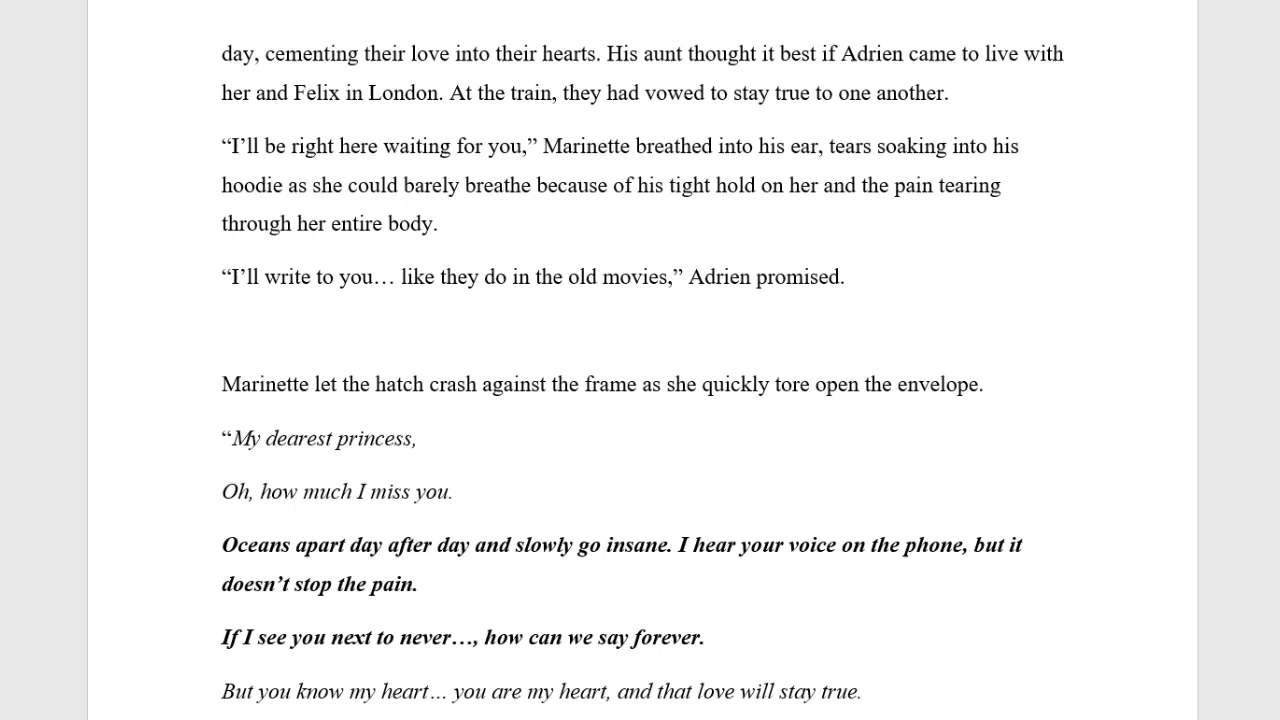 day, cementing their love into their hearts. His aunt thought it best if Adrien came to live with
her and Felix in London. At the train, they had vowed to stay true to one another.
“I’ll be right here waiting for you,” Marinette breathed into his ear, tears soaking into his
hoodie as she could barely breathe because of his tight hold on her and the pain tearing
through her entire body.
“I’ll write to you… like they do in the old movies,” Adrien promised.
Marinette let the hatch crash against the frame as she quickly tore open the envelope.
“My dearest princess,
Oh, how much I miss you.
Oceans apart day after day and slowly go insane. I hear your voice on the phone, but it
doesn’t stop the pain.
If I see you next to never…, how can we say forever.
But you know my heart… you are my heart, and that love will stay true.